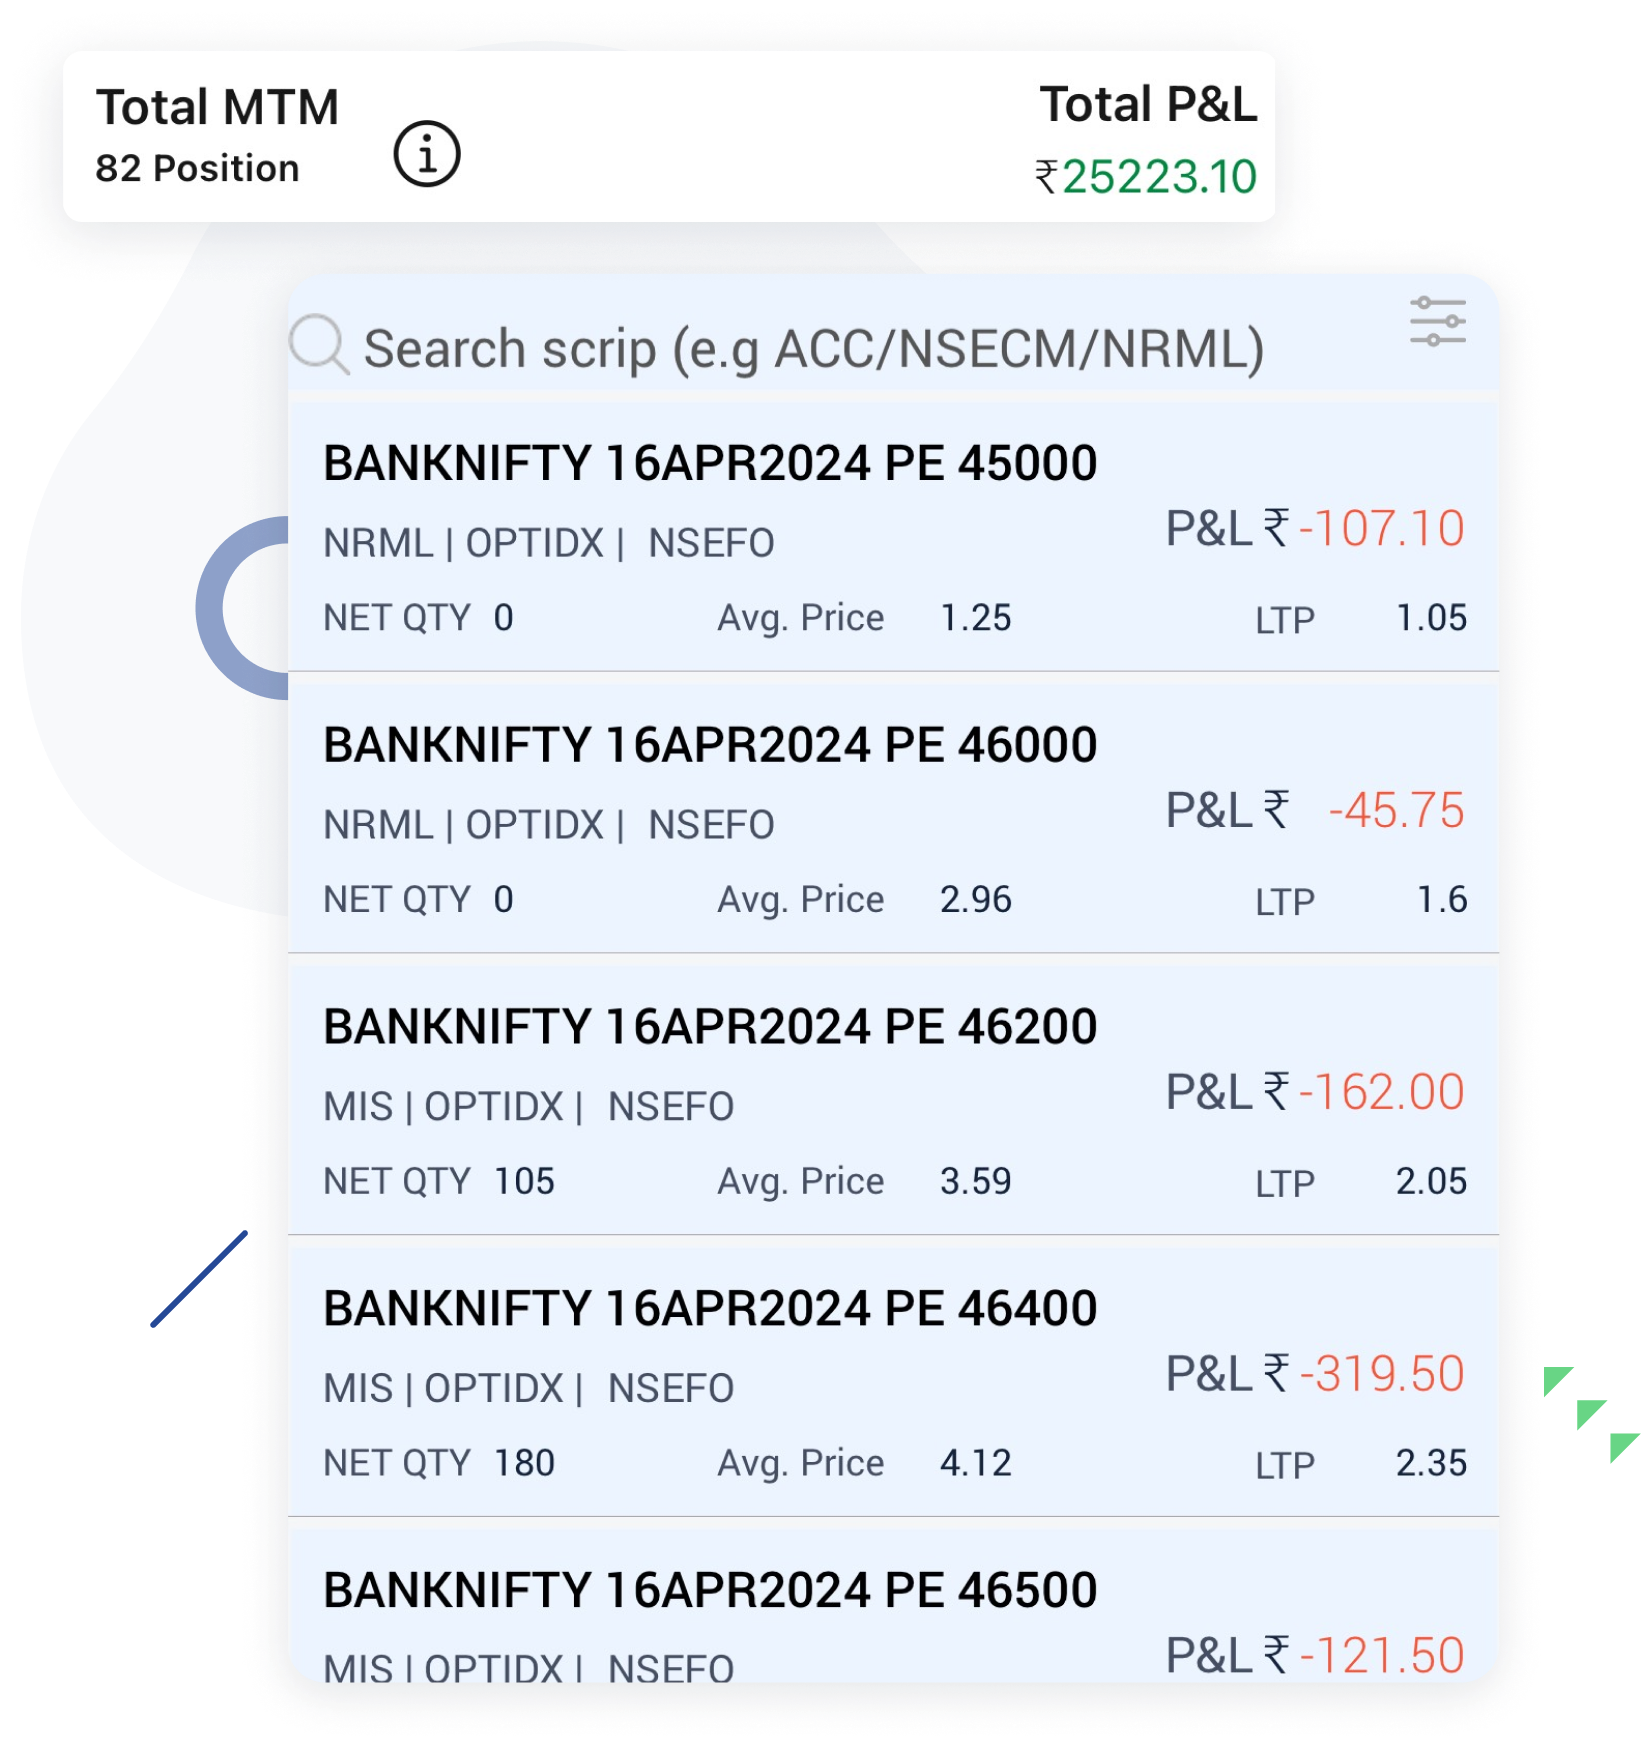 Total MTM
82 Position
Total P&L
₹25223.10
Search scrip (e.g ACC/NSECM/NRML)
BANKNIFTY 16APR2024 PE 45000
NRML | OPTIDX | NSEFO
P&L ₹ -107.10
NET QTY 0 Avg. Price 1.25 LTP 1.05
BANKNIFTY 16APR2024 PE 46000
NRML | OPTIDX | NSEFO
P&L ₹ -45.75
NET QTY 0 Avg. Price 2.96 LTP 1.6
BANKNIFTY 16APR2024 PE 46200
MIS | OPTIDX | NSEFO
P&L ₹ -162.00
NET QTY 105 Avg. Price 3.59 LTP 2.05
BANKNIFTY 16APR2024 PE 46400
MIS | OPTIDX | NSEFO
P&L ₹ -319.50
NET QTY 180 Avg. Price 4.12 LTP 2.35
BANKNIFTY 16APR2024 PE 46500
MIS | OPTIDX | NSEFO
P&L ₹ -121.50